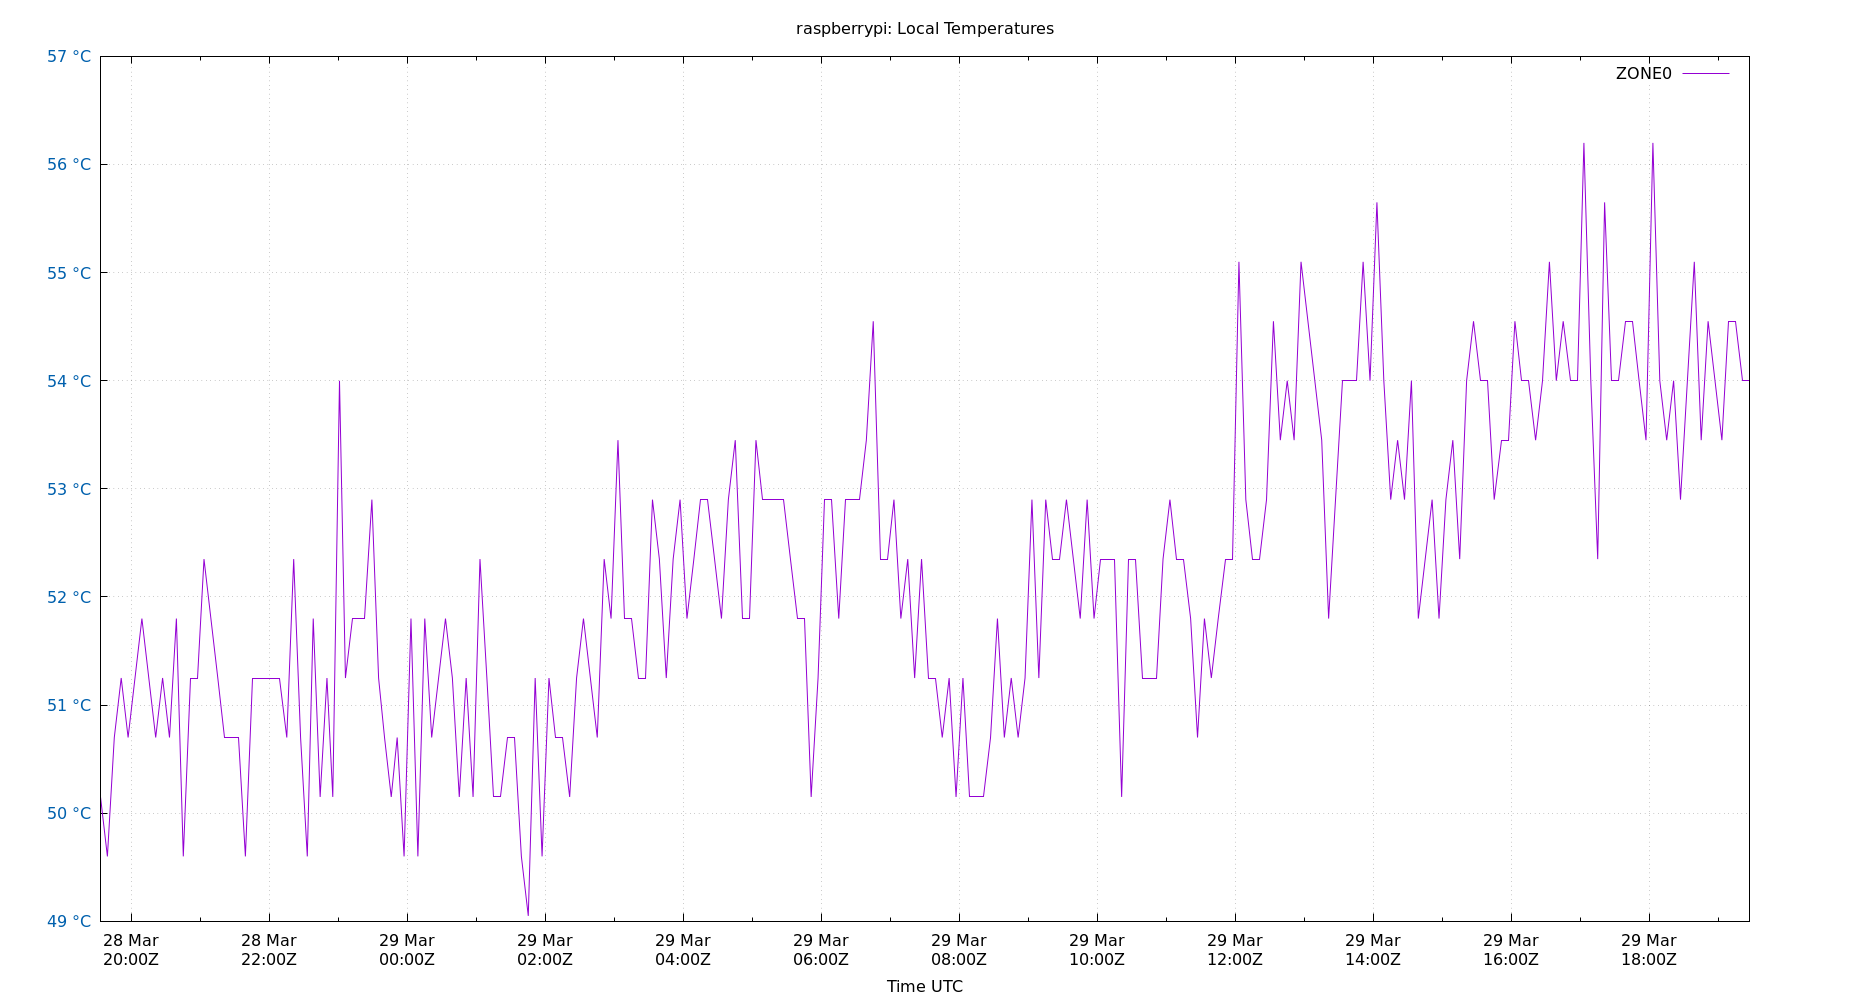 raspberrypi: Local Temperatures
ZONE0
57 °C
56 °C
55 °C
54 °C
53 °C
52 °C
51 °C
50 °C
49 °C
28 Mar 28 Mar 29 Mar 29 Mar 29 Mar 29 Mar 29 Mar 29 Mar 29 Mar 29 Mar 29 Mar 29 Mar
20:00Z 22:00Z 00:00Z 02:00Z 04:00Z 06:00Z 08:00Z 10:00Z 12:00Z 14:00Z 16:00Z 18:00Z
Time UTC